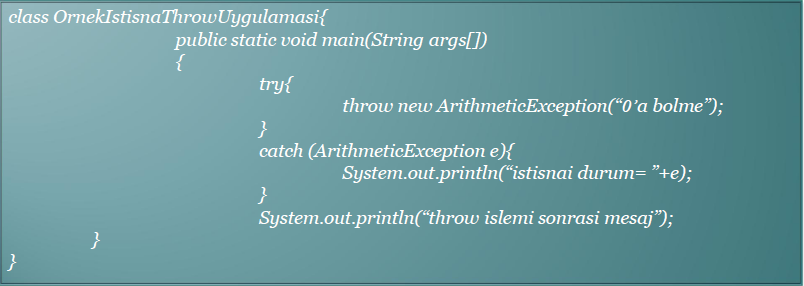 class OrnekIstisnaThrowUygulamasi{
public static void main(String args[])
{
try{
throw new ArithmeticException(“0’a bolme”);
}
catch (ArithmeticException e){
System.out.println(“istisnai durum= ”+e);
}
System.out.println(“throw islemi sonrasi mesaj”);
}
}